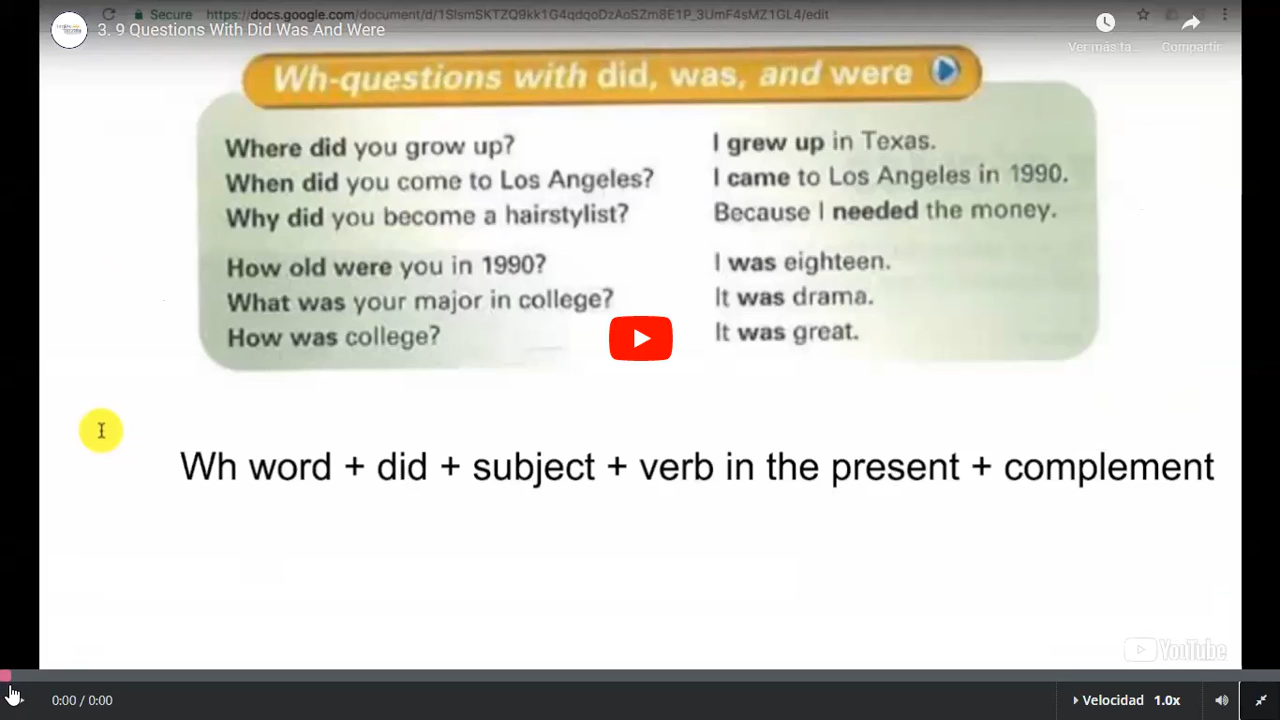 Secure https://docs.google.com/document/d/1SIsmSKTZQ9kk1G4qdqoDzAoSZm8E1P_3UmF4sMZ1GL4/edit
3. 9 Questions With Did Was And Were
Ver más ta... Compartir
Wh-questions with did, was, and were
Where did you grow up? I grew up in Texas.
When did you come to Los Angeles? I came to Los Angeles in 1990.
Why did you become a hairstylist? Because I needed the money.
How old were you in 1990? I was eighteen.
What was your major in college? It was drama.
How was college? It was great.
Wh word + did + subject + verb in the present + complement
YouTube
0:00 / 0:00 Velocidad 1.0x